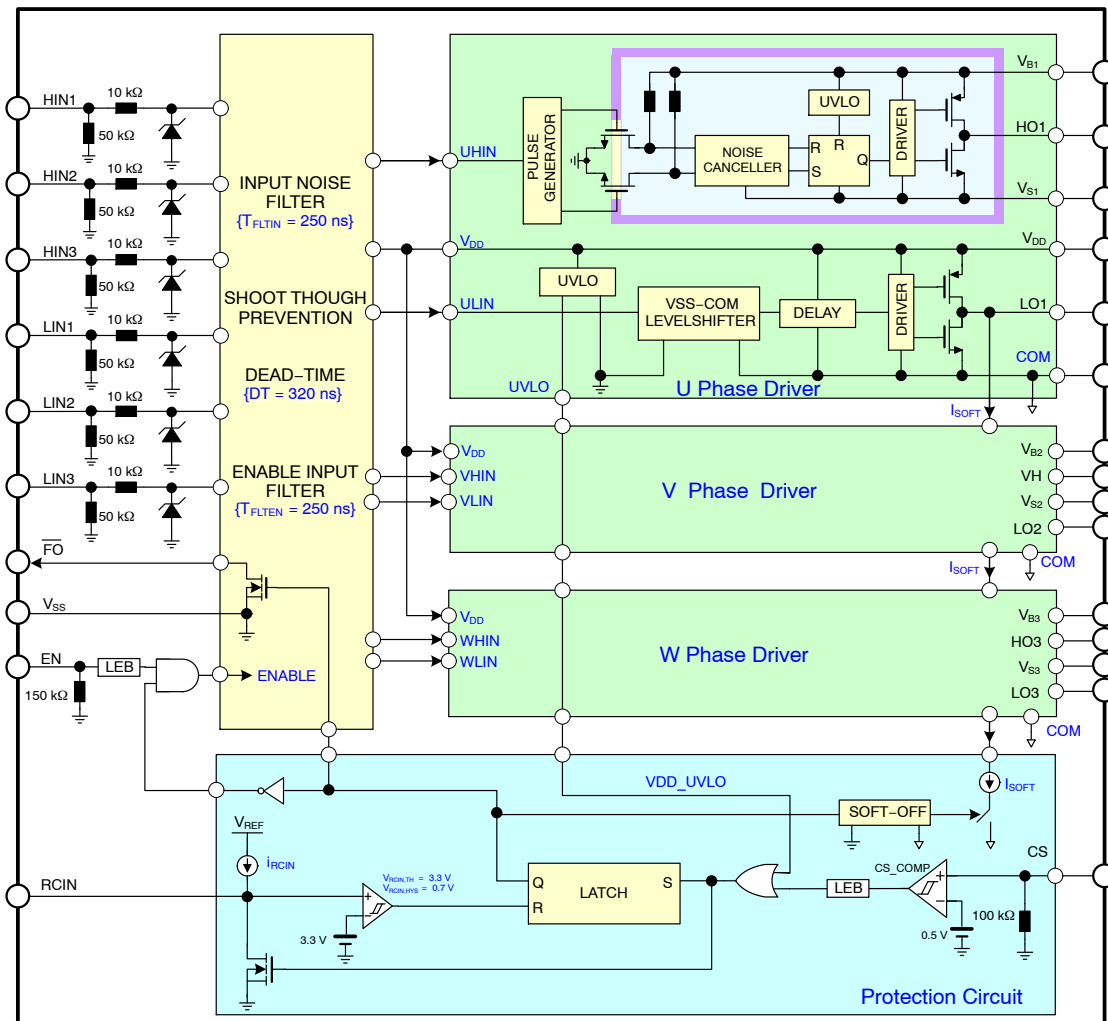 HIN1
10 kΩ
50 kΩ
HIN2
10 kΩ
50 kΩ
HIN3
10 kΩ
50 kΩ
LIN1
10 kΩ
50 kΩ
LIN2
10 kΩ
50 kΩ
LIN3
10 kΩ
50 kΩ
FO
VSS
EN
LEB
150 kΩ
RCIN
INPUT NOISE
FILTER
{TFLTIN = 250 ns}
SHOOT THOUGH
PREVENTION
DEAD−TIME
{DT = 320 ns}
ENABLE INPUT
FILTER
{TFLTEN = 250 ns}
ENABLE
UHIN
PULSE
GENERATOR
NOISE
CANCELLER
UVLO
R
R
S
Q
DRIVER
VB1
HO1
VS1
VDD
VDD
UVLO
ULIN
VSS−COM
LEVELSHIFTER
DELAY
DRIVER
LO1
COM
UVLO
U Phase Driver
ISOFT
VDD
VHIN
VLIN
V Phase Driver
VB2
VH
VS2
LO2
COM
ISOFT
VDD
WHIN
WLIN
W Phase Driver
VB3
HO3
VS3
LO3
COM
VDD_UVLO
ISOFT
SOFT−OFF
VREF
iRCIN
VRCIN,TH = 3.3 V
VRCIN,HYS = 0.7 V
+
−
3.3 V
Q
R
S
LATCH
LEB
CS_COMP
+
−
0.5 V
CS
100 kΩ
Protection Circuit